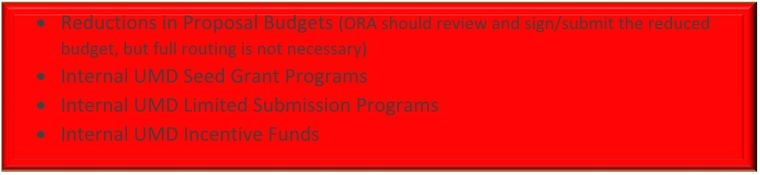 • Reductions in Proposal Budgets (ORA should review and sign/submit the reduced
budget, but full routing is not necessary)
• Internal UMD Seed Grant Programs
• Internal UMD Limited Submission Programs
• Internal UMD Incentive Funds